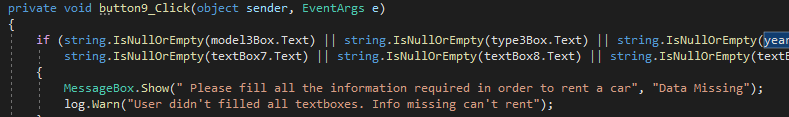 private void button9_Click(object sender, EventArgs e)
{
if (string.IsNullOrEmpty(model3Box.Text) || string.IsNullOrEmpty(type3Box.Text) || string.IsNullOrEmpty(year
string.IsNullOrEmpty(textBox7.Text) || string.IsNullOrEmpty(textBox8.Text) || string.IsNullOrEmpty(textB
{
MessageBox.Show(" Please fill all the information required in order to rent a car", "Data Missing");
log.Warn("User didn't filled all textboxes. Info missing can't rent");